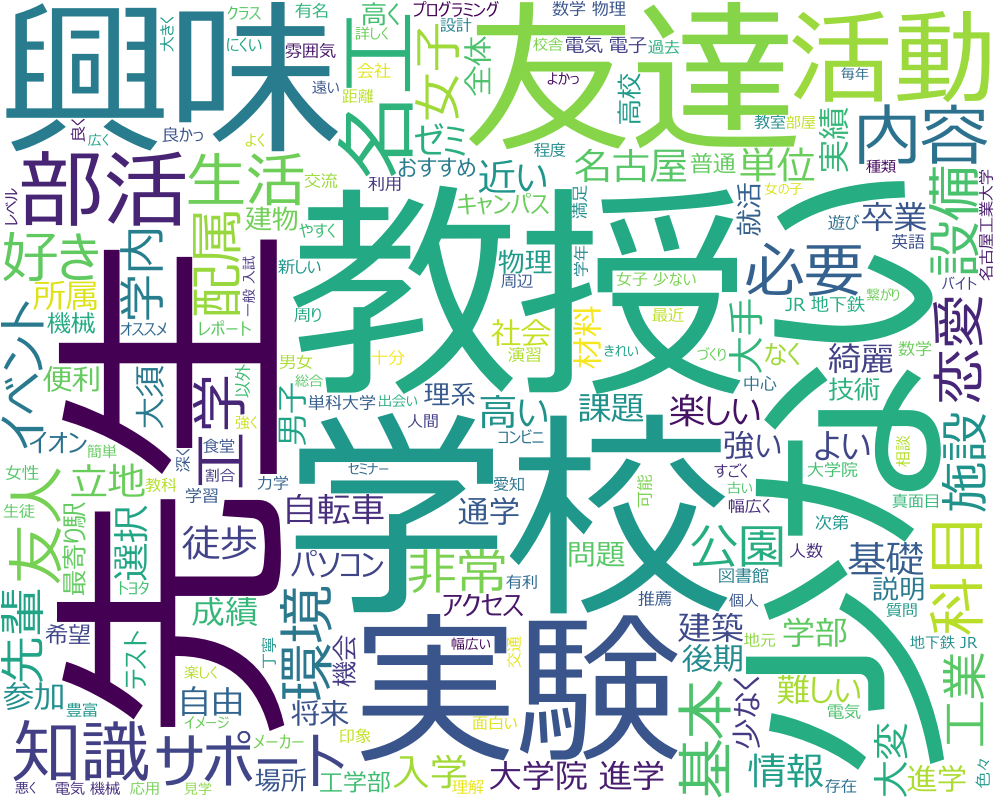 興味
名工
女子
友達
活動
クラス
有名
大きく
にくい
雰囲気
高く
プログラミング
設計
全体
会社
遠い
距離
良く
良かっ
広く
よく
数学 物理
校舎
電気 電子
過去
よかっ
毎年
高校
教室
部屋
ゼミ
おすすめ
名古屋
普通
単位
実績
内容
種類
部活
生活
交流
利用
程度
レベル
建物
やすく
近い
キャンパス
満足
就活
女の子
遊び
卒業
英語
設備
名古屋工業大学
好き
学内
配属
新しい
一般 入試
教授
物理
周辺
学年
女子 少ない
必要
少ない
JR 地下鉄
繋がり
バイト
所属
機械
オススメ
レポート
周り
先生
社会
演習
材料
最近
大手
なく
綺麗
恋愛
イベント
便利
大須
以外
学
男女
十分
きれい
づくり
技術
数学
男子
総合
出会い
理系
単科大学
人間
コンビニ
高い
課題
楽しい
中心
強い
よい
施設
イオン
簡単
深く
強く
工
食堂
割合
友人
女性
立地
教科
学習
力学
学校
セミナー
愛知
可能
すごく
古い
大学院
相談
幅広く
真面目
生徒
最寄り駅
選択
トヨタ
徒歩
自転車
通学
パソコン
非常
問題
公園
次第
人数
基礎
科目
有利
図書館
説明
質問
先輩
希望
テスト
成績
丁寧
環境
機会
アクセス
実験
幅広い
交通
推薦
個人
地元
建築
学部
後期
地下鉄 JR
参加
豊富
楽しく
イメージ
自由
将来
面白い
基本
少なく
難しい
電気
大変
工業
知識
サポート
メーカー
印象
場所
工学部
入学
理解
大学院 進学
情報
存在
進学
色々
悪く
電気 機械
応用
見学